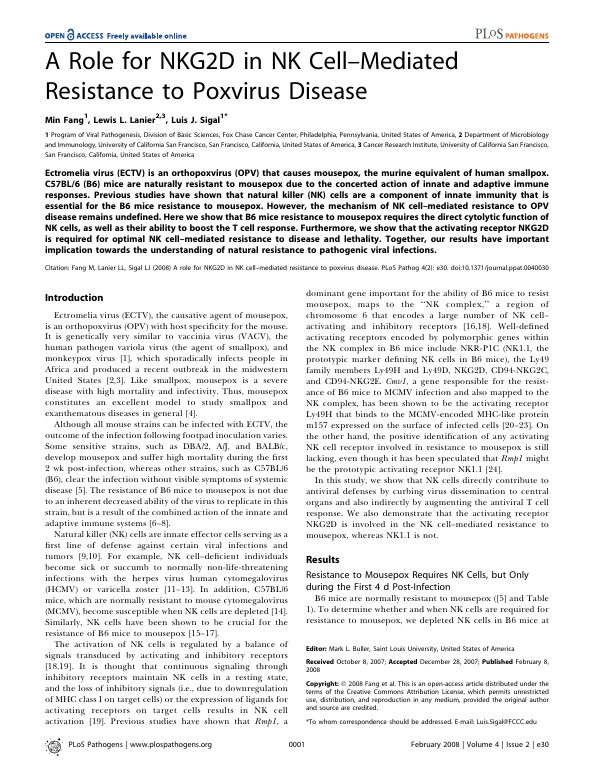 OPEN ACCESS Freely available online
PLoS PATHOGENS
A Role for NKG2D in NK Cell–Mediated
Resistance to Poxvirus Disease
Min Fang1, Lewis L. Lanier2,3, Luis J. Sigal1*
1 Program of Viral Pathogenesis, Division of Basic Sciences, Fox Chase Cancer Center, Philadelphia, Pennsylvania, United States of America, 2 Department of Microbiology
and Immunology, University of California San Francisco, San Francisco, California, United States of America, 3 Cancer Research Institute, University of California San Francisco,
San Francisco, California, United States of America
Ectromelia virus (ECTV) is an orthopoxvirus (OPV) that causes mousepox, the murine equivalent of human smallpox.
C57BL/6 (B6) mice are naturally resistant to mousepox due to the concerted action of innate and adaptive immune
responses. Previous studies have shown that natural killer (NK) cells are a component of innate immunity that is
essential for the B6 mice resistance to mousepox. However, the mechanism of NK cell–mediated resistance to OPV
disease remains undefined. Here we show that B6 mice resistance to mousepox requires the direct cytolytic function of
NK cells, as well as their ability to boost the T cell response. Furthermore, we show that the activating receptor NKG2D
is required for optimal NK cell–mediated resistance to disease and lethality. Together, our results have important
implication towards the understanding of natural resistance to pathogenic viral infections.
Citation: Fang M, Lanier LL, Sigal LJ (2008) A role for NKG2D in NK cell–mediated resistance to poxvirus disease. PLoS Pathog 4(2): e30. doi:10.1371/journal.ppat.0040030
Introduction
Ectromelia virus (ECTV), the causative agent of mousepox,
is an orthopoxvirus (OPV) with host specificity for the mouse.
It is genetically very similar to vaccinia virus (VACV), the
human pathogen variola virus (the agent of smallpox), and
monkeypox virus [1], which sporadically infects people in
Africa and produced a recent outbreak in the midwestern
United States [2,3]. Like smallpox, mousepox is a severe
disease with high mortality and infectivity. Thus, mousepox
constitutes an excellent model to study smallpox and
exanthematous diseases in general [4].
Although all mouse strains can be infected with ECTV, the
outcome of the infection following footpad inoculation varies.
Some sensitive strains, such as DBA/2, A/J, and BALB/c,
develop mousepox and suffer high mortality during the first
2 wk post-infection, whereas other strains, such as C57BL/6
(B6), clear the infection without visible symptoms of systemic
disease [5]. The resistance of B6 mice to mousepox is not due
to an inherent decreased ability of the virus to replicate in this
strain, but is a result of the combined action of the innate and
adaptive immune systems [6–8].
Natural killer (NK) cells are innate effector cells serving as a
first line of defense against certain viral infections and
tumors [9,10]. For example, NK cell–deficient individuals
become sick or succumb to normally non-life-threatening
infections with the herpes virus human cytomegalovirus
(HCMV) or varicella zoster [11–13]. In addition, C57BL/6
mice, which are normally resistant to mouse cytomegalovirus
(MCMV), become susceptible when NK cells are depleted [14].
Similarly, NK cells have been shown to be crucial for the
resistance of B6 mice to mousepox [15–17].
The activation of NK cells is regulated by a balance of
signals transduced by activating and inhibitory receptors
[18,19]. It is thought that continuous signaling through
inhibitory receptors maintain NK cells in a resting state,
and the loss of inhibitory signals (i.e., due to downregulation
of MHC class I on target cells) or the expression of ligands for
activating receptors on target cells results in NK cell
activation [19]. Previous studies have shown that Rmp1, a
dominant gene important for the ability of B6 mice to resist
mousepox, maps to the “NK complex,” a region of
chromosome 6 that encodes a large number of NK cell–
activating and inhibitory receptors [16,18]. Well-defined
activating receptors encoded by polymorphic genes within
the NK complex in B6 mice include NKR-P1C (NK1.1, the
prototypic marker defining NK cells in B6 mice), the Ly49
family members Ly49H and Ly49D, NKG2D, CD94-NKG2C,
and CD94-NKG2E. Cmv1, a gene responsible for the resist-
ance of B6 mice to MCMV infection and also mapped to the
NK complex, has been shown to be the activating receptor
Ly49H that binds to the MCMV-encoded MHC-like protein
m157 expressed on the surface of infected cells [20–23]. On
the other hand, the positive identification of any activating
NK cell receptor involved in resistance to mousepox is still
lacking, even though it has been speculated that Rmp1 might
be the prototypic activating receptor NK1.1 [24].
In this study, we show that NK cells directly contribute to
antiviral defenses by curbing virus dissemination to central
organs and also indirectly by augmenting the antiviral T cell
response. We also demonstrate that the activating receptor
NKG2D is involved in the NK cell–mediated resistance to
mousepox, whereas NK1.1 is not.
Results
Resistance to Mousepox Requires NK Cells, but Only
during the First 4 d Post-Infection
B6 mice are normally resistant to mousepox ([5] and Table
1). To determine whether and when NK cells are required for
resistance to mousepox, we depleted NK cells in B6 mice at
Editor: Mark L. Buller, Saint Louis University, United States of America
Received October 8, 2007; Accepted December 28, 2007; Published February 8,
2008
Copyright: © 2008 Fang et al. This is an open-access article distributed under the
terms of the Creative Commons Attribution License, which permits unrestricted
use, distribution, and reproduction in any medium, provided the original author
and source are credited.
*To whom correspondence should be addressed. E-mail: Luis.Sigal@FCCC.edu
PLoS Pathogens | www.plospathogens.org
0001
February 2008 | Volume 4 | Issue 2 | e30